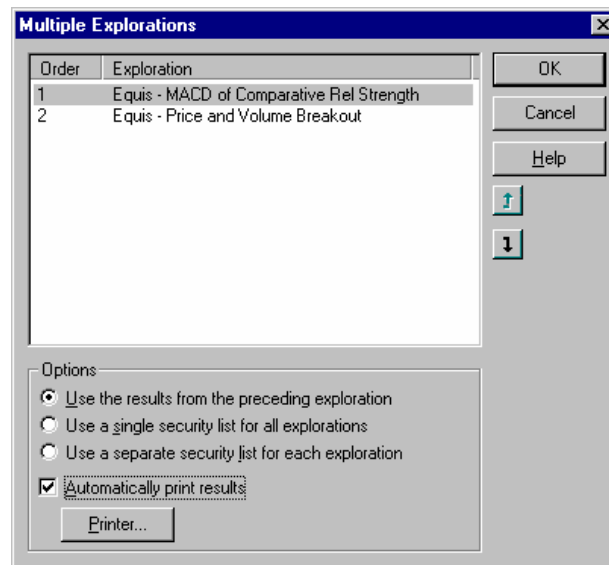 Multiple Explorations
Order Exploration
1 Equis - MACD of Comparative Rel Strength
2 Equis - Price and Volume Breakout
OK
Cancel
Help
Options
Use the results from the preceding exploration
Use a single security list for all explorations
Use a separate security list for each exploration
Automatically print results
Printer...